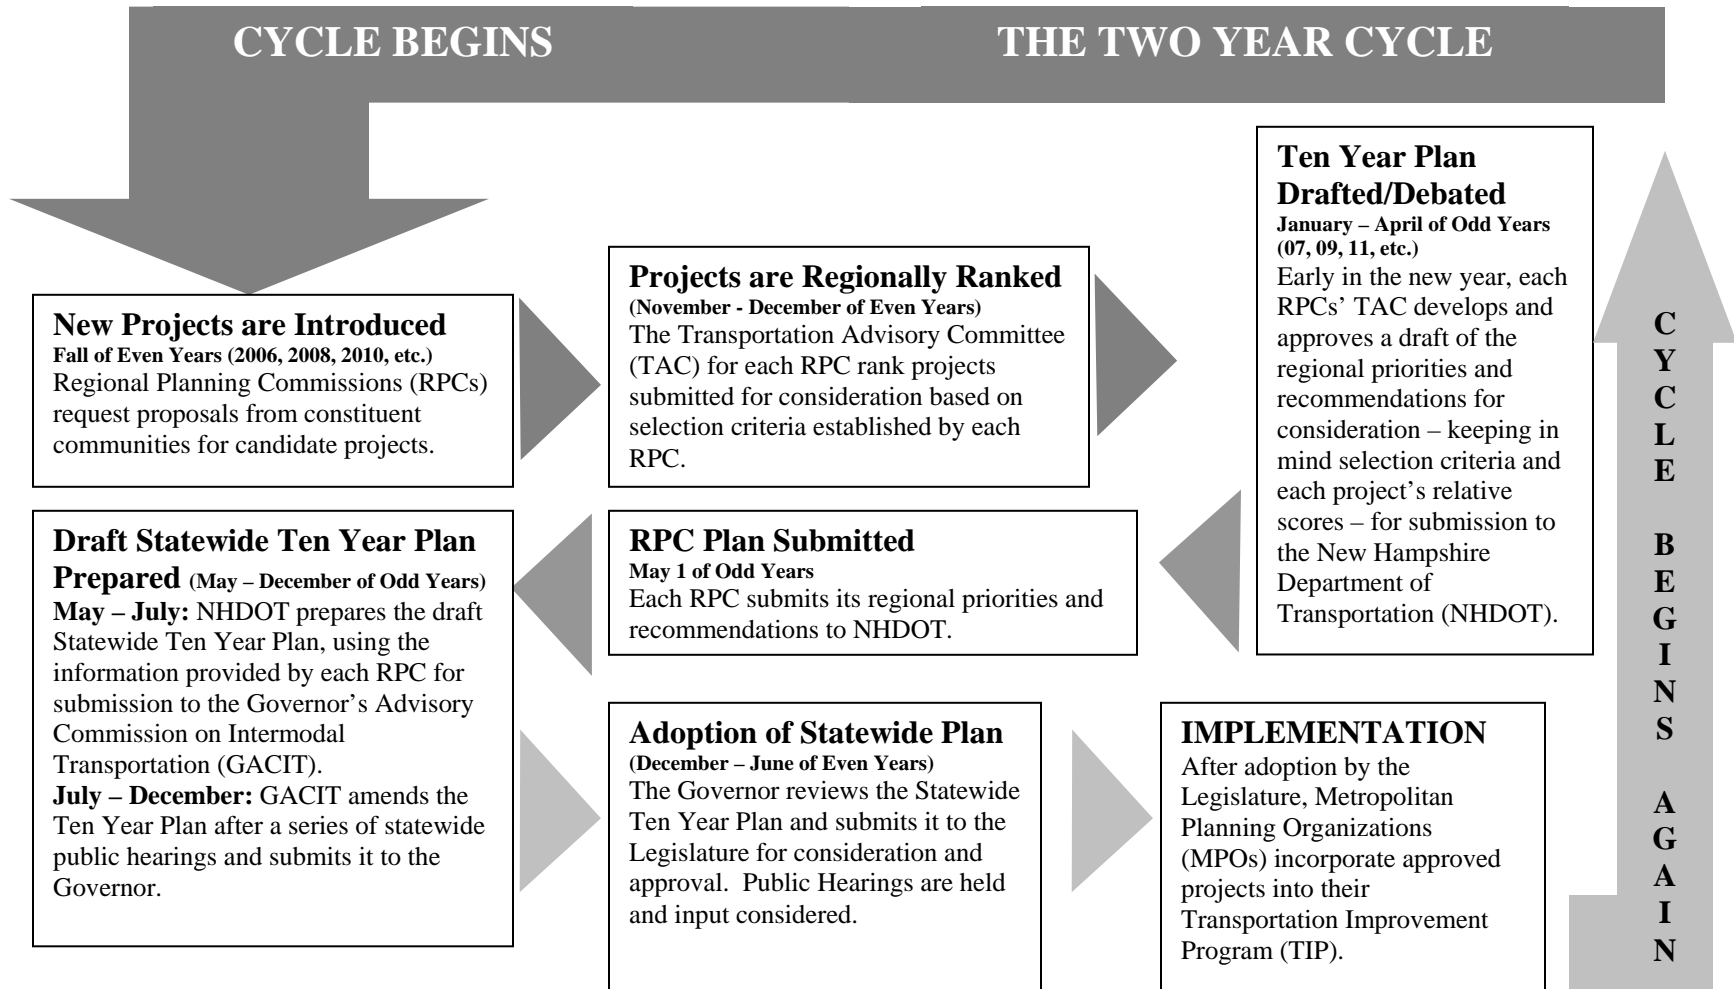 CYCLE BEGINS
THE TWO YEAR CYCLE
New Projects are Introduced
Fall of Even Years (2006, 2008, 2010, etc.)
Regional Planning Commissions (RPCs)
request proposals from constituent
communities for candidate projects.
Projects are Regionally Ranked
(November - December of Even Years)
The Transportation Advisory Committee
(TAC) for each RPC rank projects
submitted for consideration based on
selection criteria established by each
RPC.
Ten Year Plan
Drafted/Debated
January – April of Odd Years
(07, 09, 11, etc.)
Early in the new year, each
RPCs’ TAC develops and
approves a draft of the
regional priorities and
recommendations for
consideration – keeping in
mind selection criteria and
each project’s relative
scores – for submission to
the New Hampshire
Department of
Transportation (NHDOT).
RPC Plan Submitted
May 1 of Odd Years
Each RPC submits its regional priorities and
recommendations to NHDOT.
Draft Statewide Ten Year Plan
Prepared (May – December of Odd Years)
May – July: NHDOT prepares the draft
Statewide Ten Year Plan, using the
information provided by each RPC for
submission to the Governor’s Advisory
Commission on Intermodal
Transportation (GACIT).
July – December: GACIT amends the
Ten Year Plan after a series of statewide
public hearings and submits it to the
Governor.
Adoption of Statewide Plan
(December – June of Even Years)
The Governor reviews the Statewide
Ten Year Plan and submits it to the
Legislature for consideration and
approval.  Public Hearings are held
and input considered.
IMPLEMENTATION
After adoption by the
Legislature, Metropolitan
Planning Organizations
(MPOs) incorporate approved
projects into their
Transportation Improvement
Program (TIP).
CYCLE BEGINS AGAIN